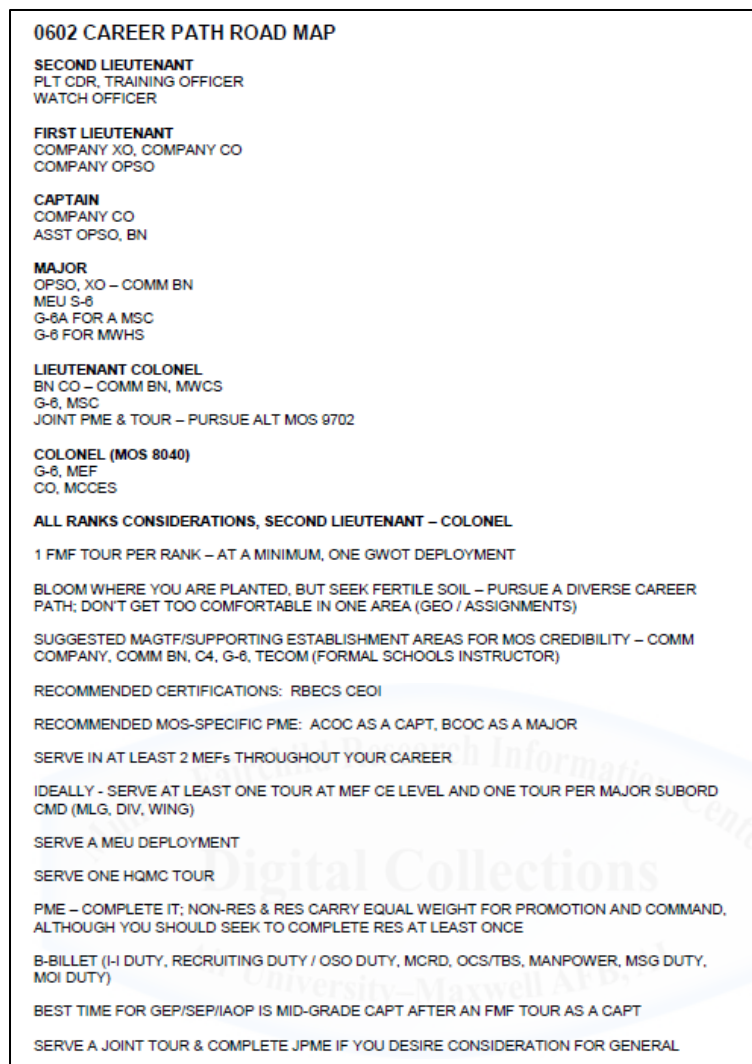 0602 CAREER PATH ROAD MAP
SECOND LIEUTENANT
PLT CDR, TRAINING OFFICER
WATCH OFFICER
FIRST LIEUTENANT
COMPANY XO, COMPANY CO
COMPANY OPSO
CAPTAIN
COMPANY CO
ASST OPSO, BN
MAJOR
OPSO, XO – COMM BN
MEU S-6
G-6A FOR A MSC
G-6 FOR MWHS
LIEUTENANT COLONEL
BN CO – COMM BN, MWCS
G-6, MSC
JOINT PME & TOUR – PURSUE ALT MOS 9702
COLONEL (MOS 8040)
G-6, MEF
CO, MCCES
ALL RANKS CONSIDERATIONS, SECOND LIEUTENANT – COLONEL
1 FMF TOUR PER RANK – AT A MINIMUM, ONE GWOT DEPLOYMENT
BLOOM WHERE YOU ARE PLANTED, BUT SEEK FERTILE SOIL – PURSUE A DIVERSE CAREER
PATH; DON'T GET TOO COMFORTABLE IN ONE AREA (GEO / ASSIGNMENTS)
SUGGESTED MAGTF/SUPPORTING ESTABLISHMENT AREAS FOR MOS CREDIBILITY – COMM
COMPANY, COMM BN, C4, G-6, TECOM (FORMAL SCHOOLS INSTRUCTOR)
RECOMMENDED CERTIFICATIONS: RBECS CEOI
RECOMMENDED MOS-SPECIFIC PME: ACOC AS A CAPT, BCOC AS A MAJOR
SERVE IN AT LEAST 2 MEFs THROUGHOUT YOUR CAREER
IDEALLY - SERVE AT LEAST ONE TOUR AT MEF CE LEVEL AND ONE TOUR PER MAJOR SUBORD
CMD (MLG, DIV, WING)
SERVE A MEU DEPLOYMENT
SERVE ONE HQMC TOUR
PME – COMPLETE IT; NON-RES & RES CARRY EQUAL WEIGHT FOR PROMOTION AND COMMAND,
ALTHOUGH YOU SHOULD SEEK TO COMPLETE RES AT LEAST ONCE
B-BILLET (I-I DUTY, RECRUITING DUTY / OSO DUTY, MCRD, OCS/TBS, MANPOWER, MSG DUTY,
MOI DUTY)
BEST TIME FOR GEP/SEP/IAOP IS MID-GRADE CAPT AFTER AN FMF TOUR AS A CAPT
SERVE A JOINT TOUR & COMPLETE JPME IF YOU DESIRE CONSIDERATION FOR GENERAL
Fairchild Research Information
Digital Collections
Air University–Maxwell AFB,